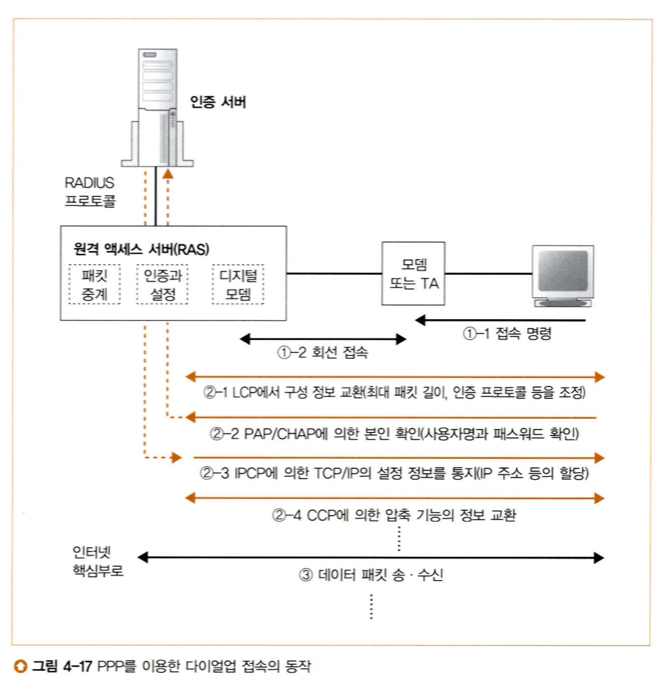 인증 서버
RADIUS
프로토콜
원격 액세스 서버(RAS)
패킷
중계
인증과
설정
디지털
모뎀
모뎀
또는 TA
①-1 접속 명령
①-2 회선 접속
②-1 LCP에서 구성 정보 교환(최대 패킷 길이, 인증 프로토콜 등을 조정)
②-2 PAP/CHAP에 의한 본인 확인(사용자명과 패스워드 확인)
②-3 IPCP에 의한 TCP/IP의 설정 정보를 통지(IP 주소 등의 할당)
②-4 CCP에 의한 압축 기능의 정보 교환
인터넷
핵심부로
③ 데이터 패킷 송 · 수신
그림 4-17 PPP를 이용한 다이얼업 접속의 동작